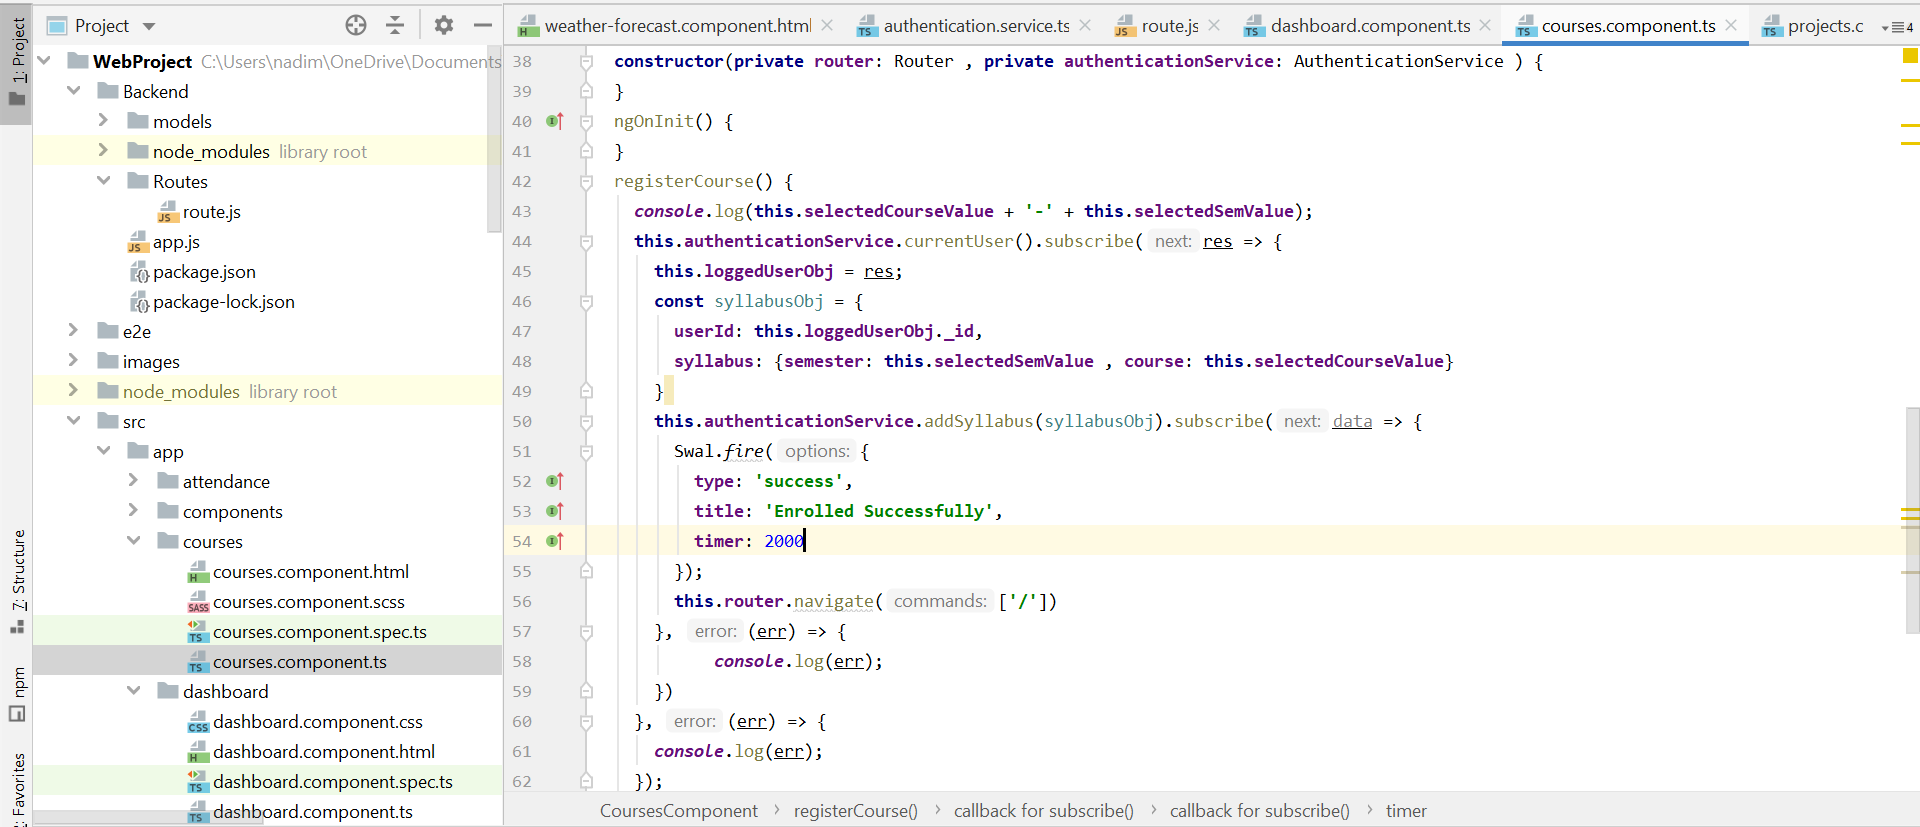 1: Project
7: Structure
npm
2: Favorites
Project
WebProject C:\Users\nadim\OneDrive\Documents
Backend
models
node_modules library root
Routes
route.js
app.js
package.json
package-lock.json
e2e
images
node_modules library root
src
app
attendance
components
courses
courses.component.html
courses.component.scss
courses.component.spec.ts
courses.component.ts
dashboard
dashboard.component.css
dashboard.component.html
dashboard.component.spec.ts
dashboard.component.ts
weather-forecast.component.html authentication.service.ts route.js dashboard.component.ts courses.component.ts projects.c 4
38 constructor(private router: Router , private authenticationService: AuthenticationService ) {
39 }
40 ngOnInit() {
41 }
42 registerCourse() {
43 console.log(this.selectedCourseValue + '-' + this.selectedSemValue);
44 this.authenticationService.currentUser().subscribe( next: res => {
45 this.loggedUserObj = res;
46 const syllabusObj = {
47 userId: this.loggedUserObj._id,
48 syllabus: {semester: this.selectedSemValue , course: this.selectedCourseValue}
49 }
50 this.authenticationService.addSyllabus(syllabusObj).subscribe( next: data => {
51 Swal.fire( options: {
52 type: 'success',
53 title: 'Enrolled Successfully',
54 timer: 2000
55 });
56 this.router.navigate( commands: ['/'])
57 }, error: (err) => {
58 console.log(err);
59 })
60 }, error: (err) => {
61 console.log(err);
62 });
CoursesComponent › registerCourse() › callback for subscribe() › callback for subscribe() › timer